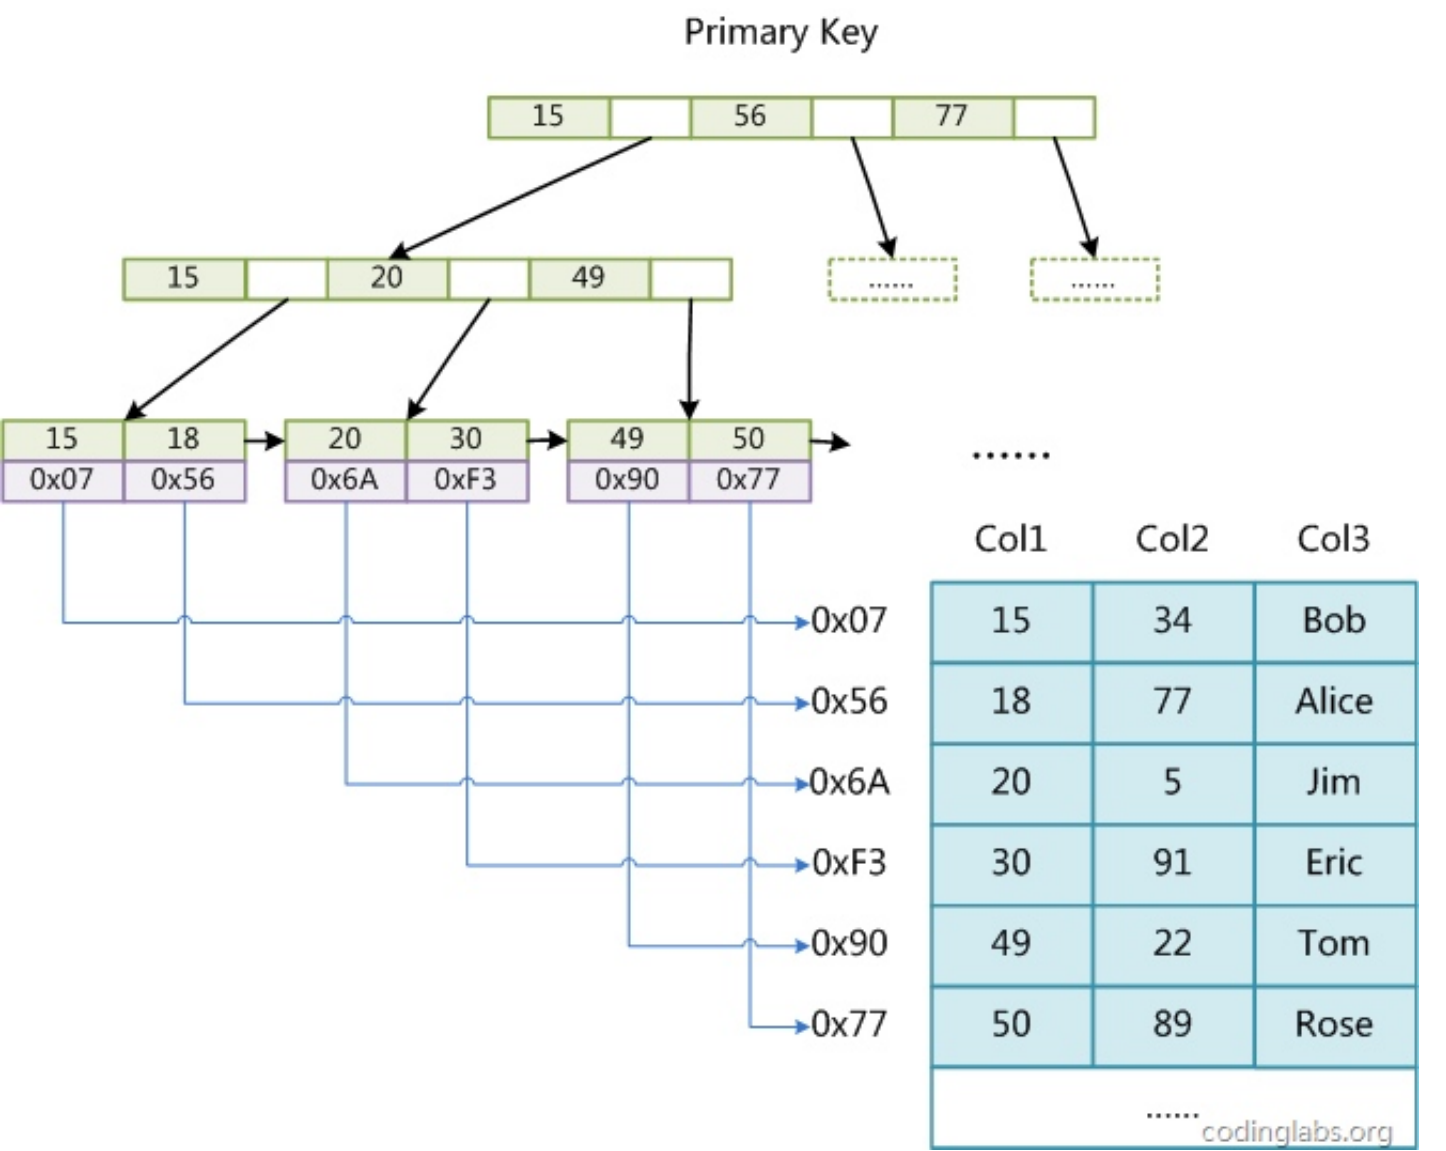 Primary Key
15 56 77
15 20 49 ...... ......
15 18 20 30 49 50
0x07 0x56 0x6A 0xF3 0x90 0x77
......
Col1 Col2 Col3
0x07 15 34 Bob
0x56 18 77 Alice
0x6A 20 5 Jim
0xF3 30 91 Eric
0x90 49 22 Tom
0x77 50 89 Rose
......
codinglabs.org